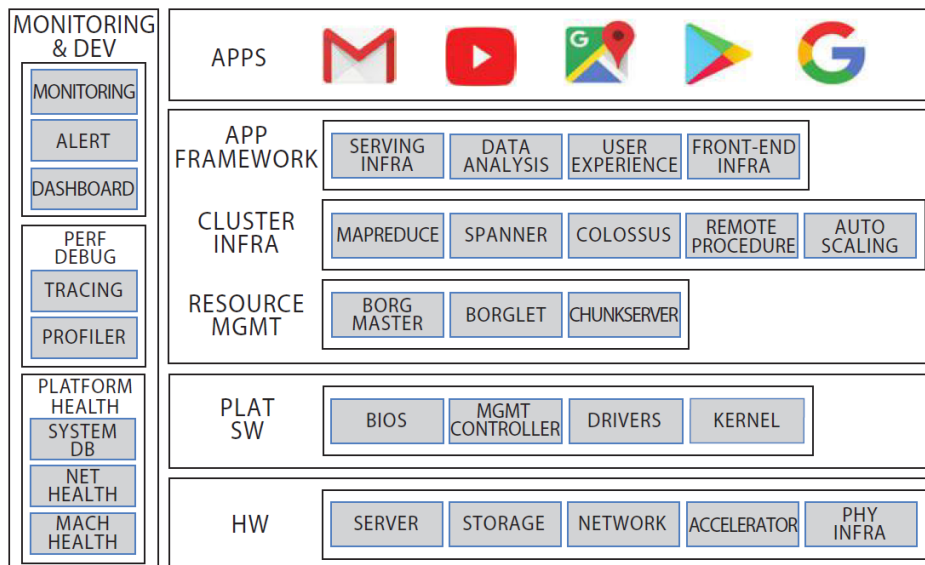 MONITORING
& DEV
MONITORING
ALERT
DASHBOARD
PERF
DEBUG
TRACING
PROFILER
PLATFORM
HEALTH
SYSTEM
DB
NET
HEALTH
MACH
HEALTH
APPS
G
APP
FRAMEWORK
SERVING
INFRA
DATA
ANALYSIS
USER
EXPERIENCE
FRONT-END
INFRA
CLUSTER
INFRA
MAPREDUCE
SPANNER
COLOSSUS
REMOTE
PROCEDURE
AUTO
SCALING
RESOURCE
MGMT
BORG
MASTER
BORGLET
CHUNKSERVER
PLAT
SW
BIOS
MGMT
CONTROLLER
DRIVERS
KERNEL
HW
SERVER
STORAGE
NETWORK
ACCELERATOR
PHY
INFRA